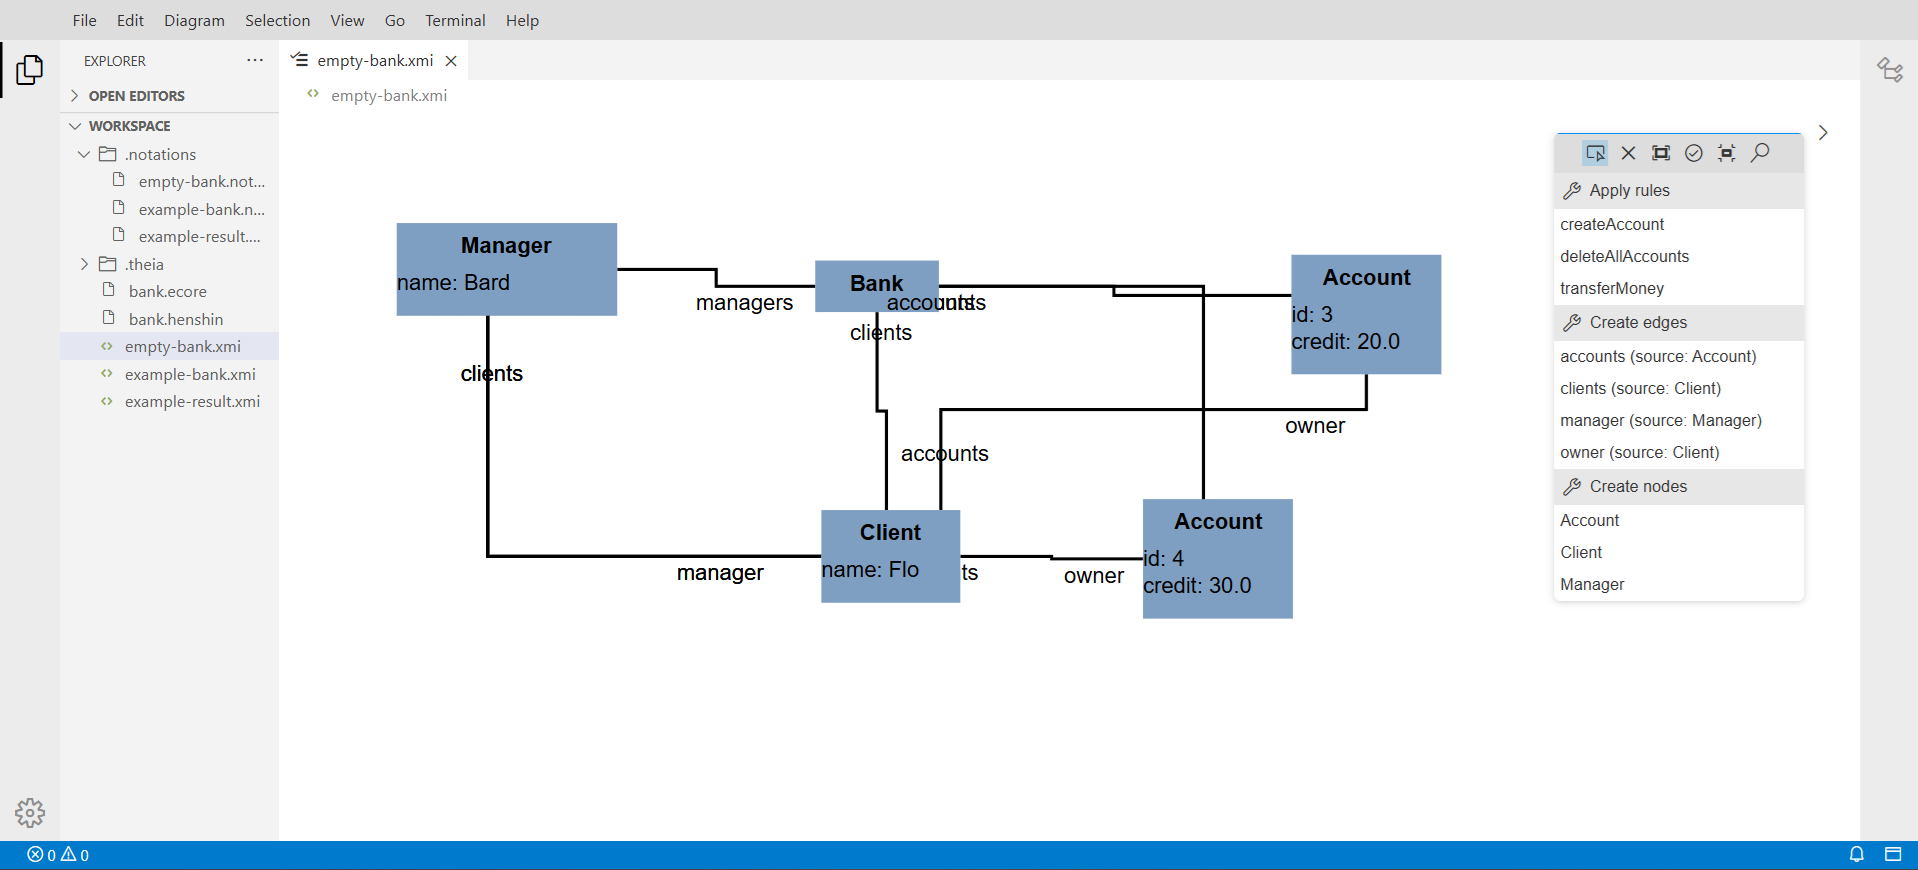 File Edit Diagram Selection View Go Terminal Help
EXPLORER
OPEN EDITORS
WORKSPACE
.notations
empty-bank.not...
example-bank.n...
example-result....
.theia
bank.ecore
bank.henshin
empty-bank.xmi
example-bank.xmi
example-result.xmi
empty-bank.xmi
empty-bank.xmi
Manager
name: Bard
managers
Bank
accounts
clients
Account
id: 3
credit: 20.0
clients
owner
accounts
Client
name: Flo
manager
ts
owner
Account
id: 4
credit: 30.0
Apply rules
createAccount
deleteAllAccounts
transferMoney
Create edges
accounts (source: Account)
clients (source: Client)
manager (source: Manager)
owner (source: Client)
Create nodes
Account
Client
Manager
0 0